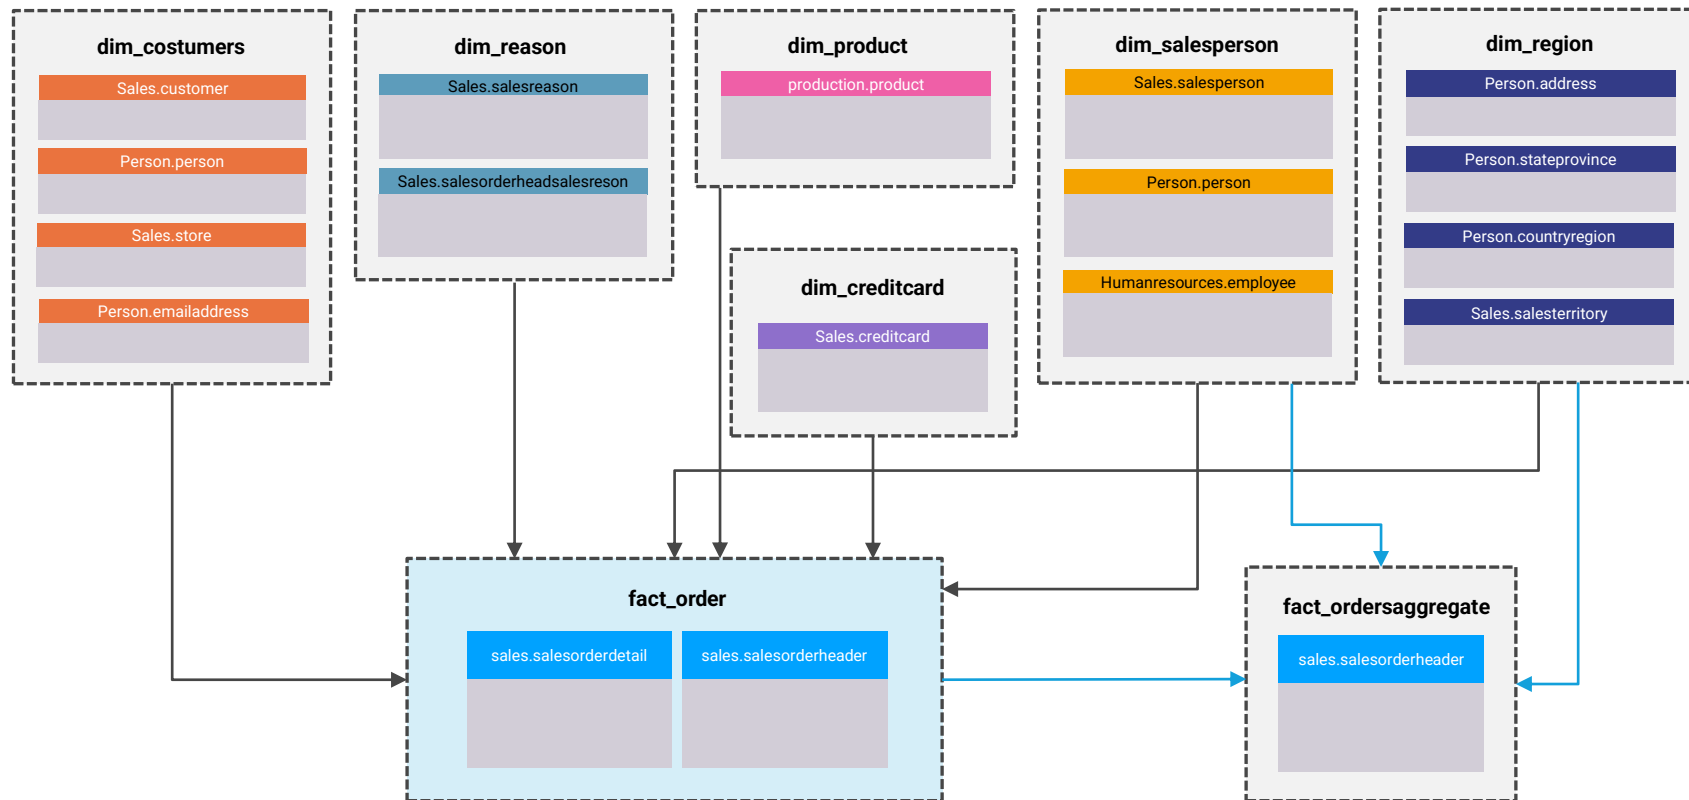 dim_costumers
Sales.customer
Person.person
Sales.store
Person.emailaddress
dim_reason
Sales.salesreason
Sales.salesorderheadsalesreson
dim_product
production.product
dim_creditcard
Sales.creditcard
dim_salesperson
Sales.salesperson
Person.person
Humanresources.employee
dim_region
Person.address
Person.stateprovince
Person.countryregion
Sales.salesterritory
fact_order
sales.salesorderdetail
sales.salesorderheader
fact_ordersaggregate
sales.salesorderheader